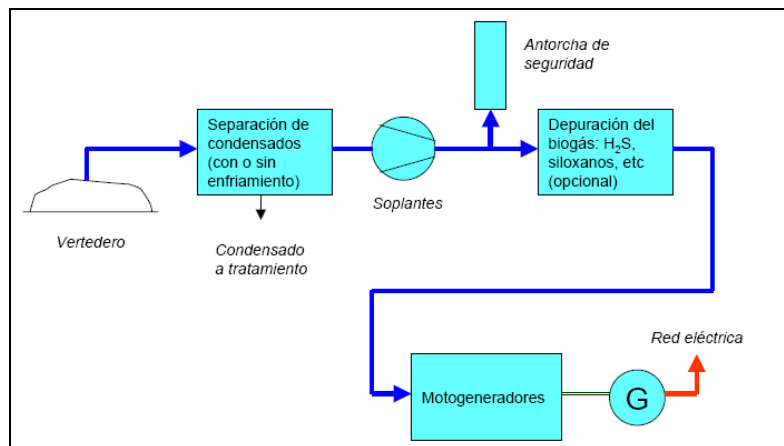 Antorcha de
seguridad
Separación de
condensados
(con o sin
enfriamiento)
Depuración del
biogás: H₂S,
siloxanos, etc
(opcional)
Soplantes
Vertedero
Condensado
a tratamiento
Red eléctrica
Motogeneradores
G